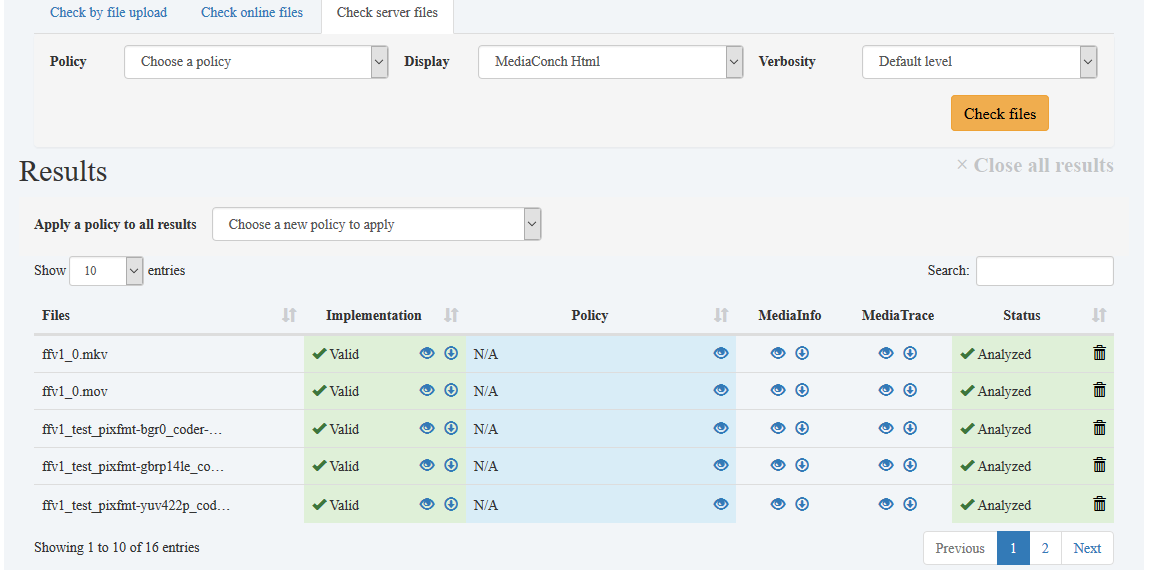 Check by file upload Check online files Check server files
Policy Choose a policy Display MediaConch Html Verbosity Default level
Check files
Results × Close all results
Apply a policy to all results Choose a new policy to apply
Show 10 entries Search:
Files Implementation Policy MediaInfo MediaTrace Status
ffv1_0.mkv Valid N/A Analyzed
ffv1_0.mov Valid N/A Analyzed
ffv1_test_pixfmt-bgr0_coder-... Valid N/A Analyzed
ffv1_test_pixfmt-gbrp14le_co... Valid N/A Analyzed
ffv1_test_pixfmt-yuv422p_cod... Valid N/A Analyzed
Showing 1 to 10 of 16 entries Previous 1 2 Next